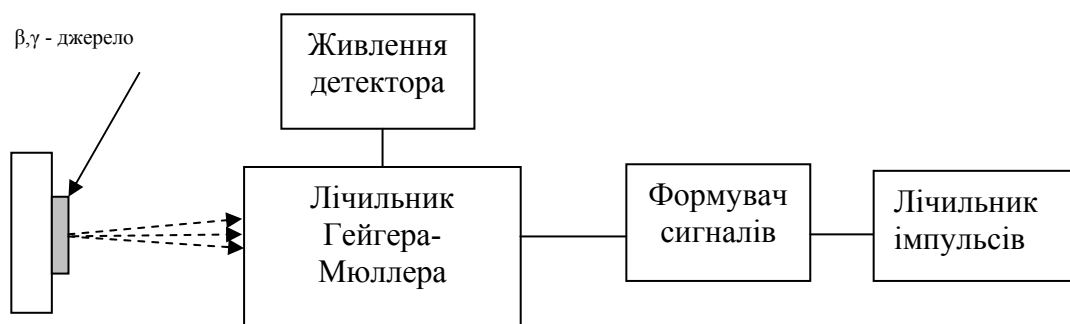 β,γ - джерело
Живлення
детектора
Лічильник
Гейгера-
Мюллера
Формувач
сигналів
Лічильник
імпульсів